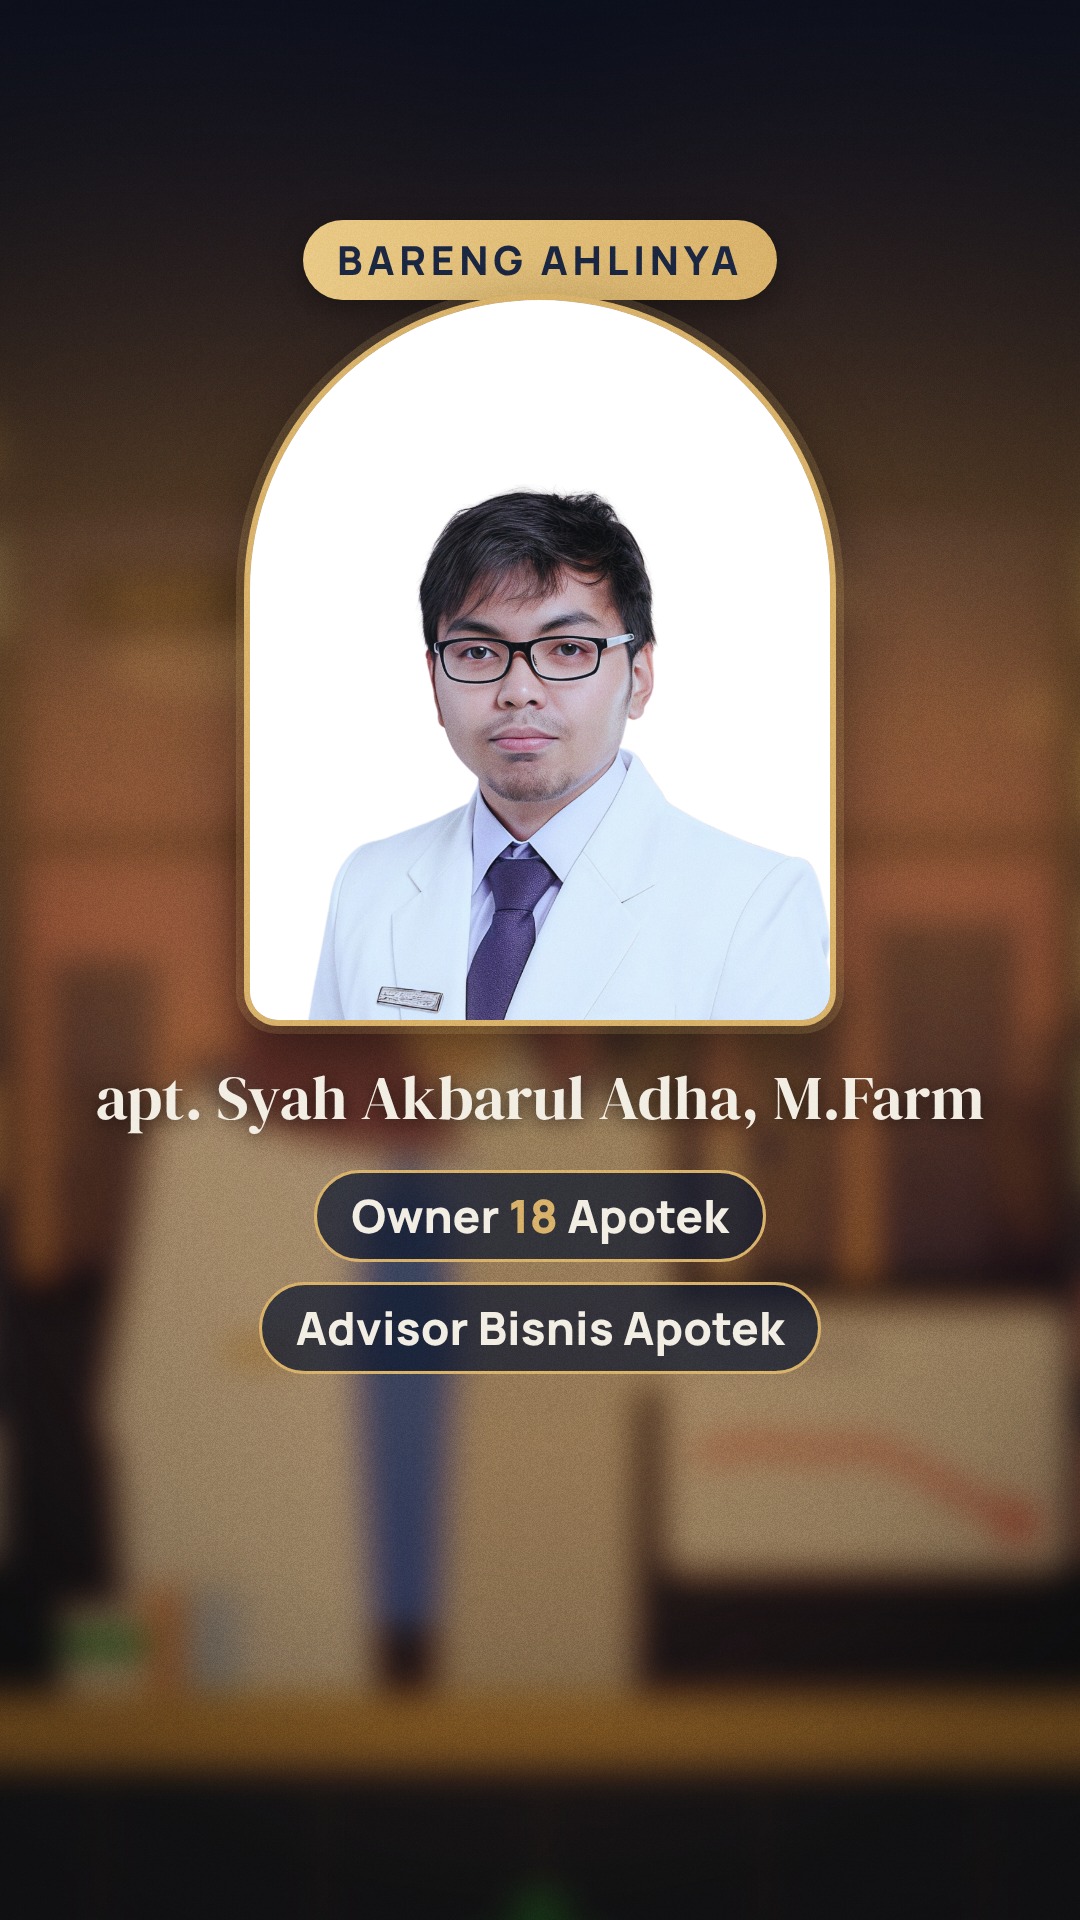 BARENG AHLINYA
apt. Syah Akbarul Adha, M.Farm
Owner 18 Apotek
Advisor Bisnis Apotek